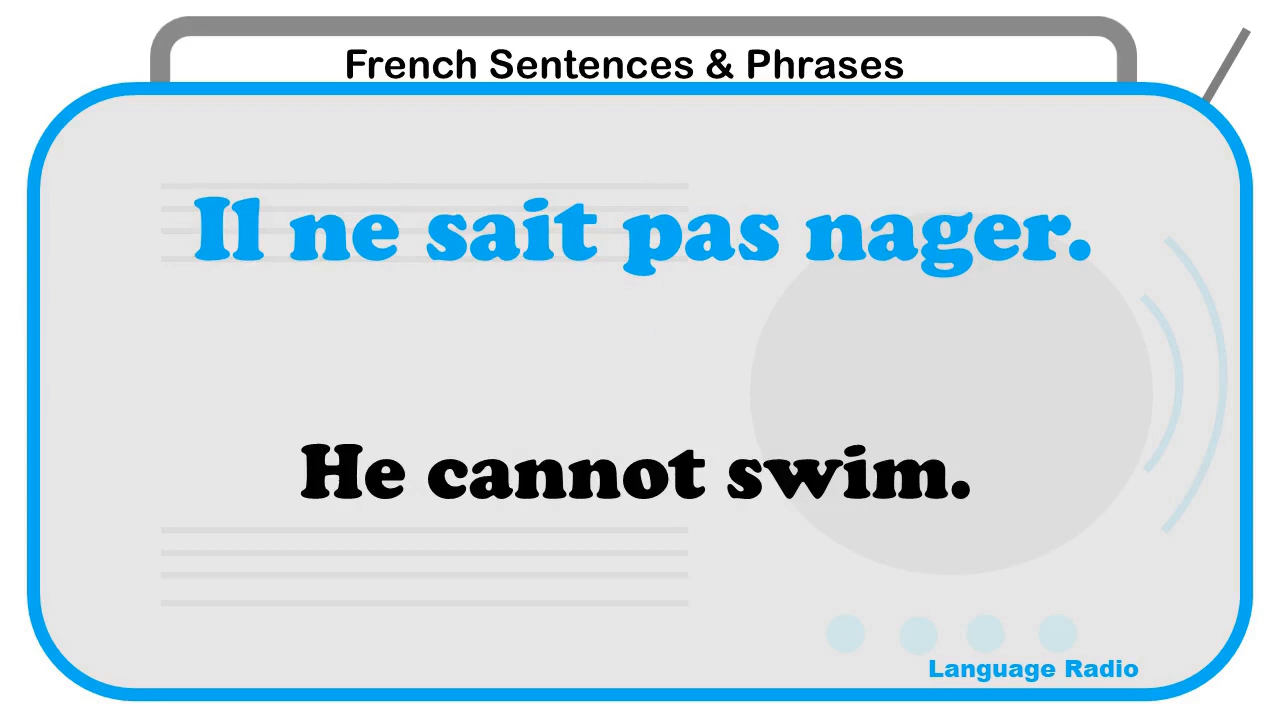 French Sentences & Phrases
Il ne sait pas nager.
He cannot swim.
Language Radio